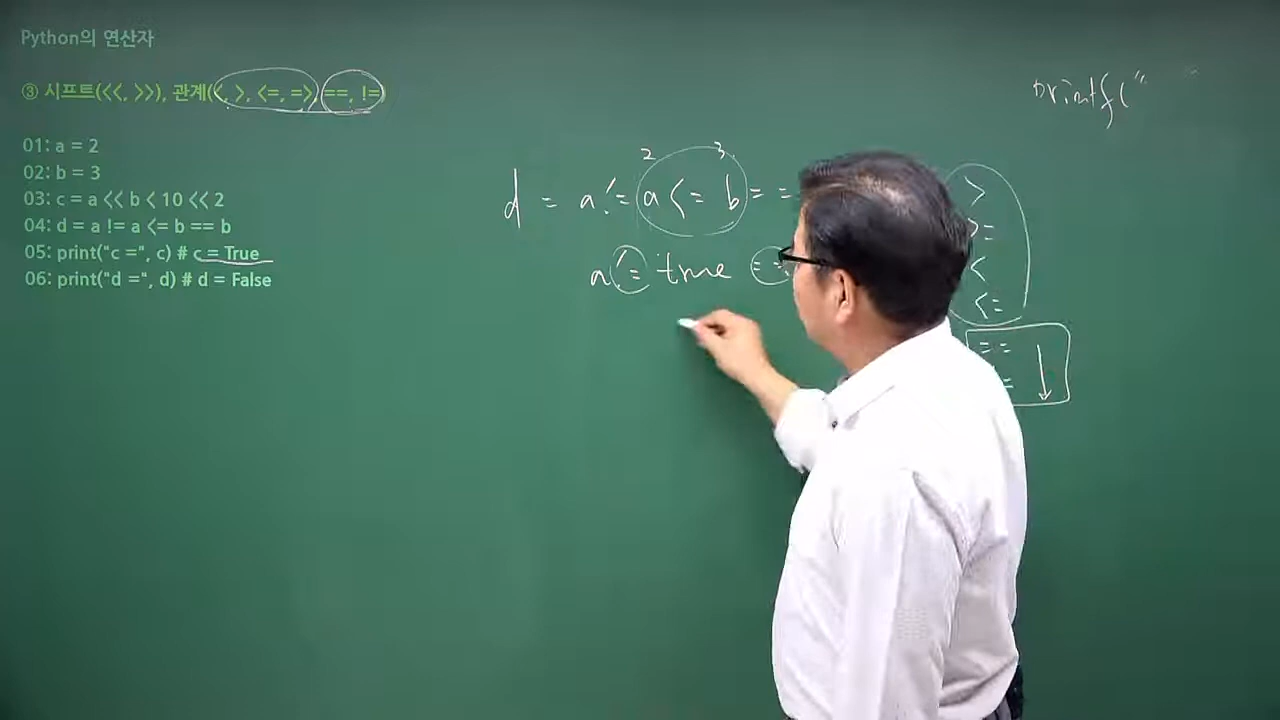 Python의 연산자
③ 시프트(<<, >>), 관계(<, >, <=, =>, ==, !=)
01: a = 2
02: b = 3
03: c = a << b < 10 << 2
04: d = a != a <= b == b
05: print("c =", c) # c = True
06: print("d =", d) # d = False
printf("
2 3
d = a != a <= b ==
a != true ==
>
>=
<
<=
==
=